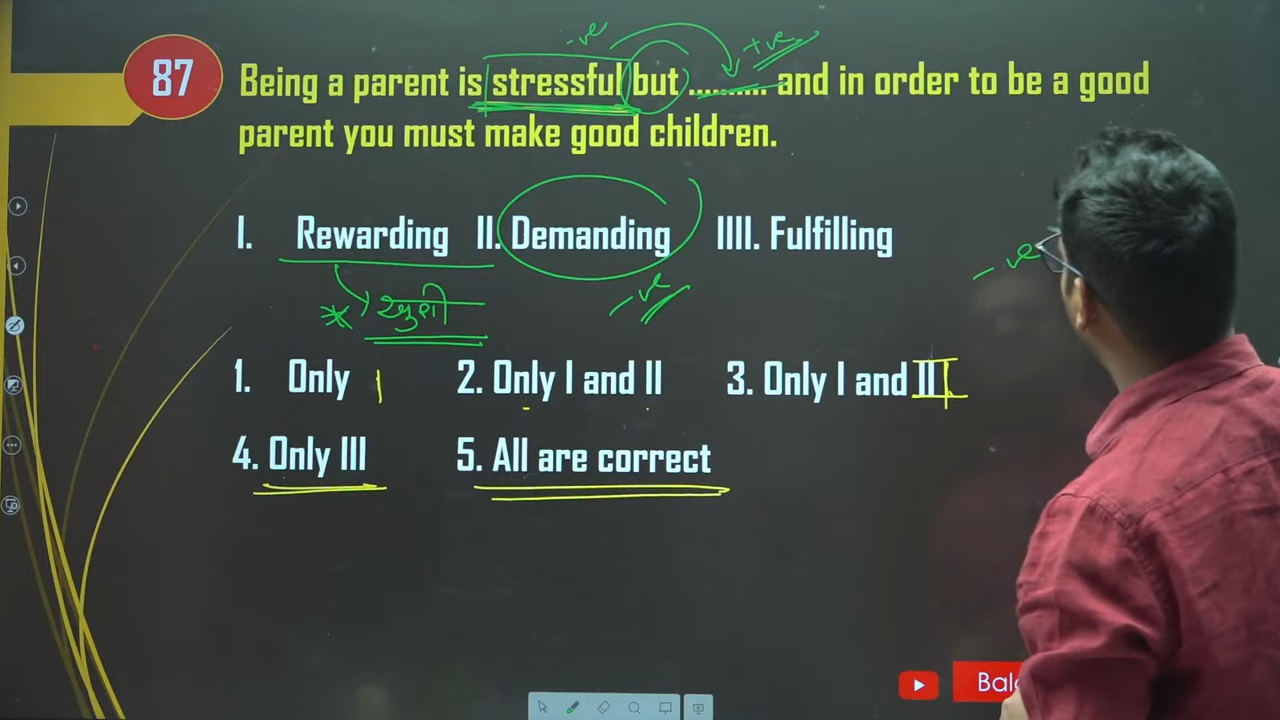 -ve
+ve
87 Being a parent is stressful but .......... and in order to be a good
parent you must make good children.
I. Rewarding II. Demanding IIII. Fulfilling
-ve
* खुशी
-ve
1. Only I 2. Only I and II 3. Only I and III
4. Only III 5. All are correct